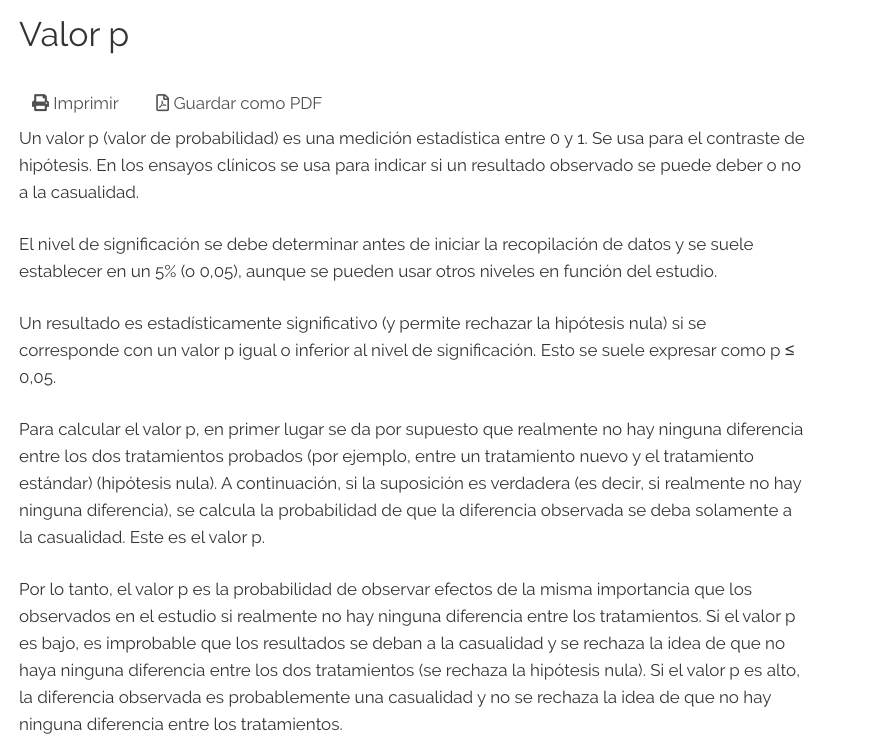 Valor p
Imprimir Guardar como PDF
Un valor p (valor de probabilidad) es una medición estadística entre 0 y 1. Se usa para el contraste de
hipótesis. En los ensayos clínicos se usa para indicar si un resultado observado se puede deber o no
a la casualidad.
El nivel de significación se debe determinar antes de iniciar la recopilación de datos y se suele
establecer en un 5% (o 0,05), aunque se pueden usar otros niveles en función del estudio.
Un resultado es estadísticamente significativo (y permite rechazar la hipótesis nula) si se
corresponde con un valor p igual o inferior al nivel de significación. Esto se suele expresar como p ≤
0,05.
Para calcular el valor p, en primer lugar se da por supuesto que realmente no hay ninguna diferencia
entre los dos tratamientos probados (por ejemplo, entre un tratamiento nuevo y el tratamiento
estándar) (hipótesis nula). A continuación, si la suposición es verdadera (es decir, si realmente no hay
ninguna diferencia), se calcula la probabilidad de que la diferencia observada se deba solamente a
la casualidad. Este es el valor p.
Por lo tanto, el valor p es la probabilidad de observar efectos de la misma importancia que los
observados en el estudio si realmente no hay ninguna diferencia entre los tratamientos. Si el valor p
es bajo, es improbable que los resultados se deban a la casualidad y se rechaza la idea de que no
haya ninguna diferencia entre los dos tratamientos (se rechaza la hipótesis nula). Si el valor p es alto,
la diferencia observada es probablemente una casualidad y no se rechaza la idea de que no hay
ninguna diferencia entre los tratamientos.